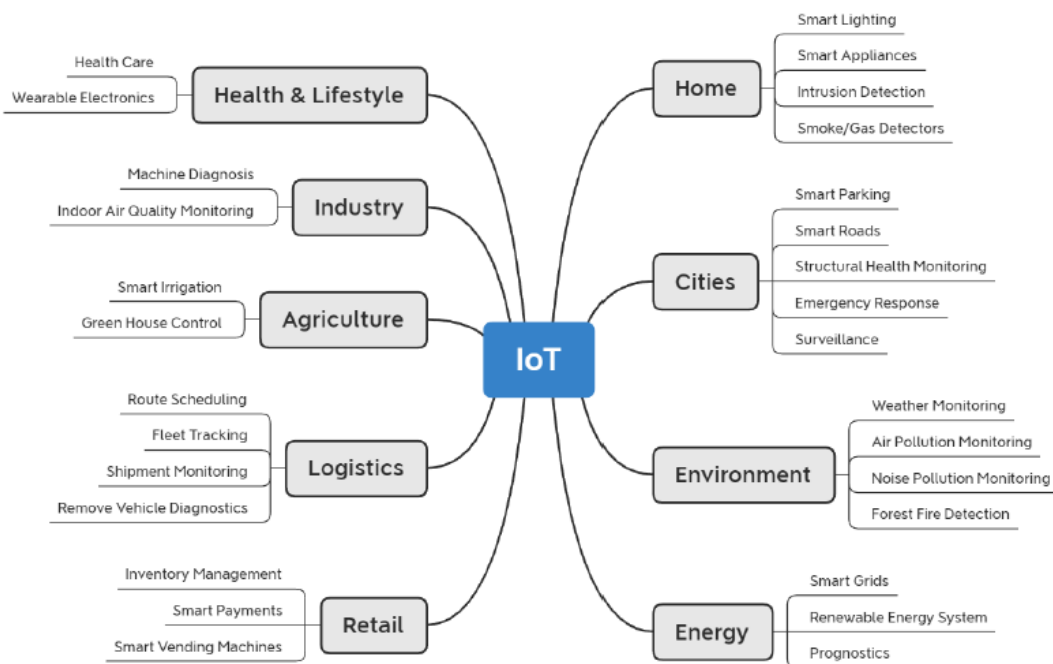 Health Care
Wearable Electronics
Health & Lifestyle
Machine Diagnosis
Indoor Air Quality Monitoring
Industry
Smart Irrigation
Green House Control
Agriculture
Route Scheduling
Fleet Tracking
Shipment Monitoring
Remove Vehicle Diagnostics
Logistics
Inventory Management
Smart Payments
Smart Vending Machines
Retail
IoT
Home
Smart Lighting
Smart Appliances
Intrusion Detection
Smoke/Gas Detectors
Cities
Smart Parking
Smart Roads
Structural Health Monitoring
Emergency Response
Surveillance
Environment
Weather Monitoring
Air Pollution Monitoring
Noise Pollution Monitoring
Forest Fire Detection
Energy
Smart Grids
Renewable Energy System
Prognostics